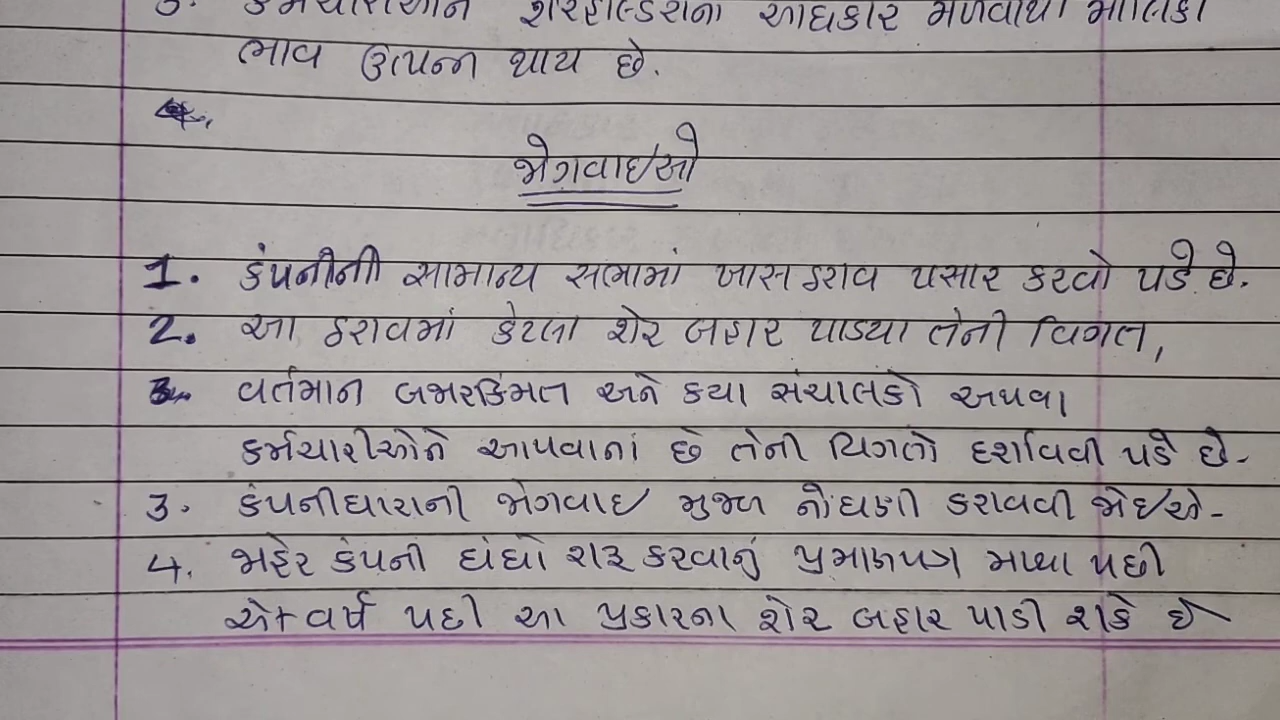 કર્મચારીઓને શેરહોલ્ડરોના અધિકાર મળવાથી માલિકી
ભાવ ઉત્પન્ન થાય છે.
જોગવાઈઓ
1. કંપનીની સામાન્ય સભામાં ખાસ ઠરાવ પસાર કરવો પડે છે.
2. આ ઠરાવમાં કેટલા શેર બહાર પાડ્યા તેની વિગત,
વર્તમાન બજારકિંમત અને કયા સંચાલકો અથવા
કર્મચારીઓને આપવાનાં છે તેની વિગતો દર્શાવવી પડે છે.
3. કંપનીધારાની જોગવાઈ મુજબ નોંધણી કરાવવી જોઈએ.
4. જાહેર કંપની ધંધો શરૂ કરવાનું પ્રમાણપત્ર મળ્યા પછી
એક વર્ષ પછી આ પ્રકારના શેર બહાર પાડી શકે છે